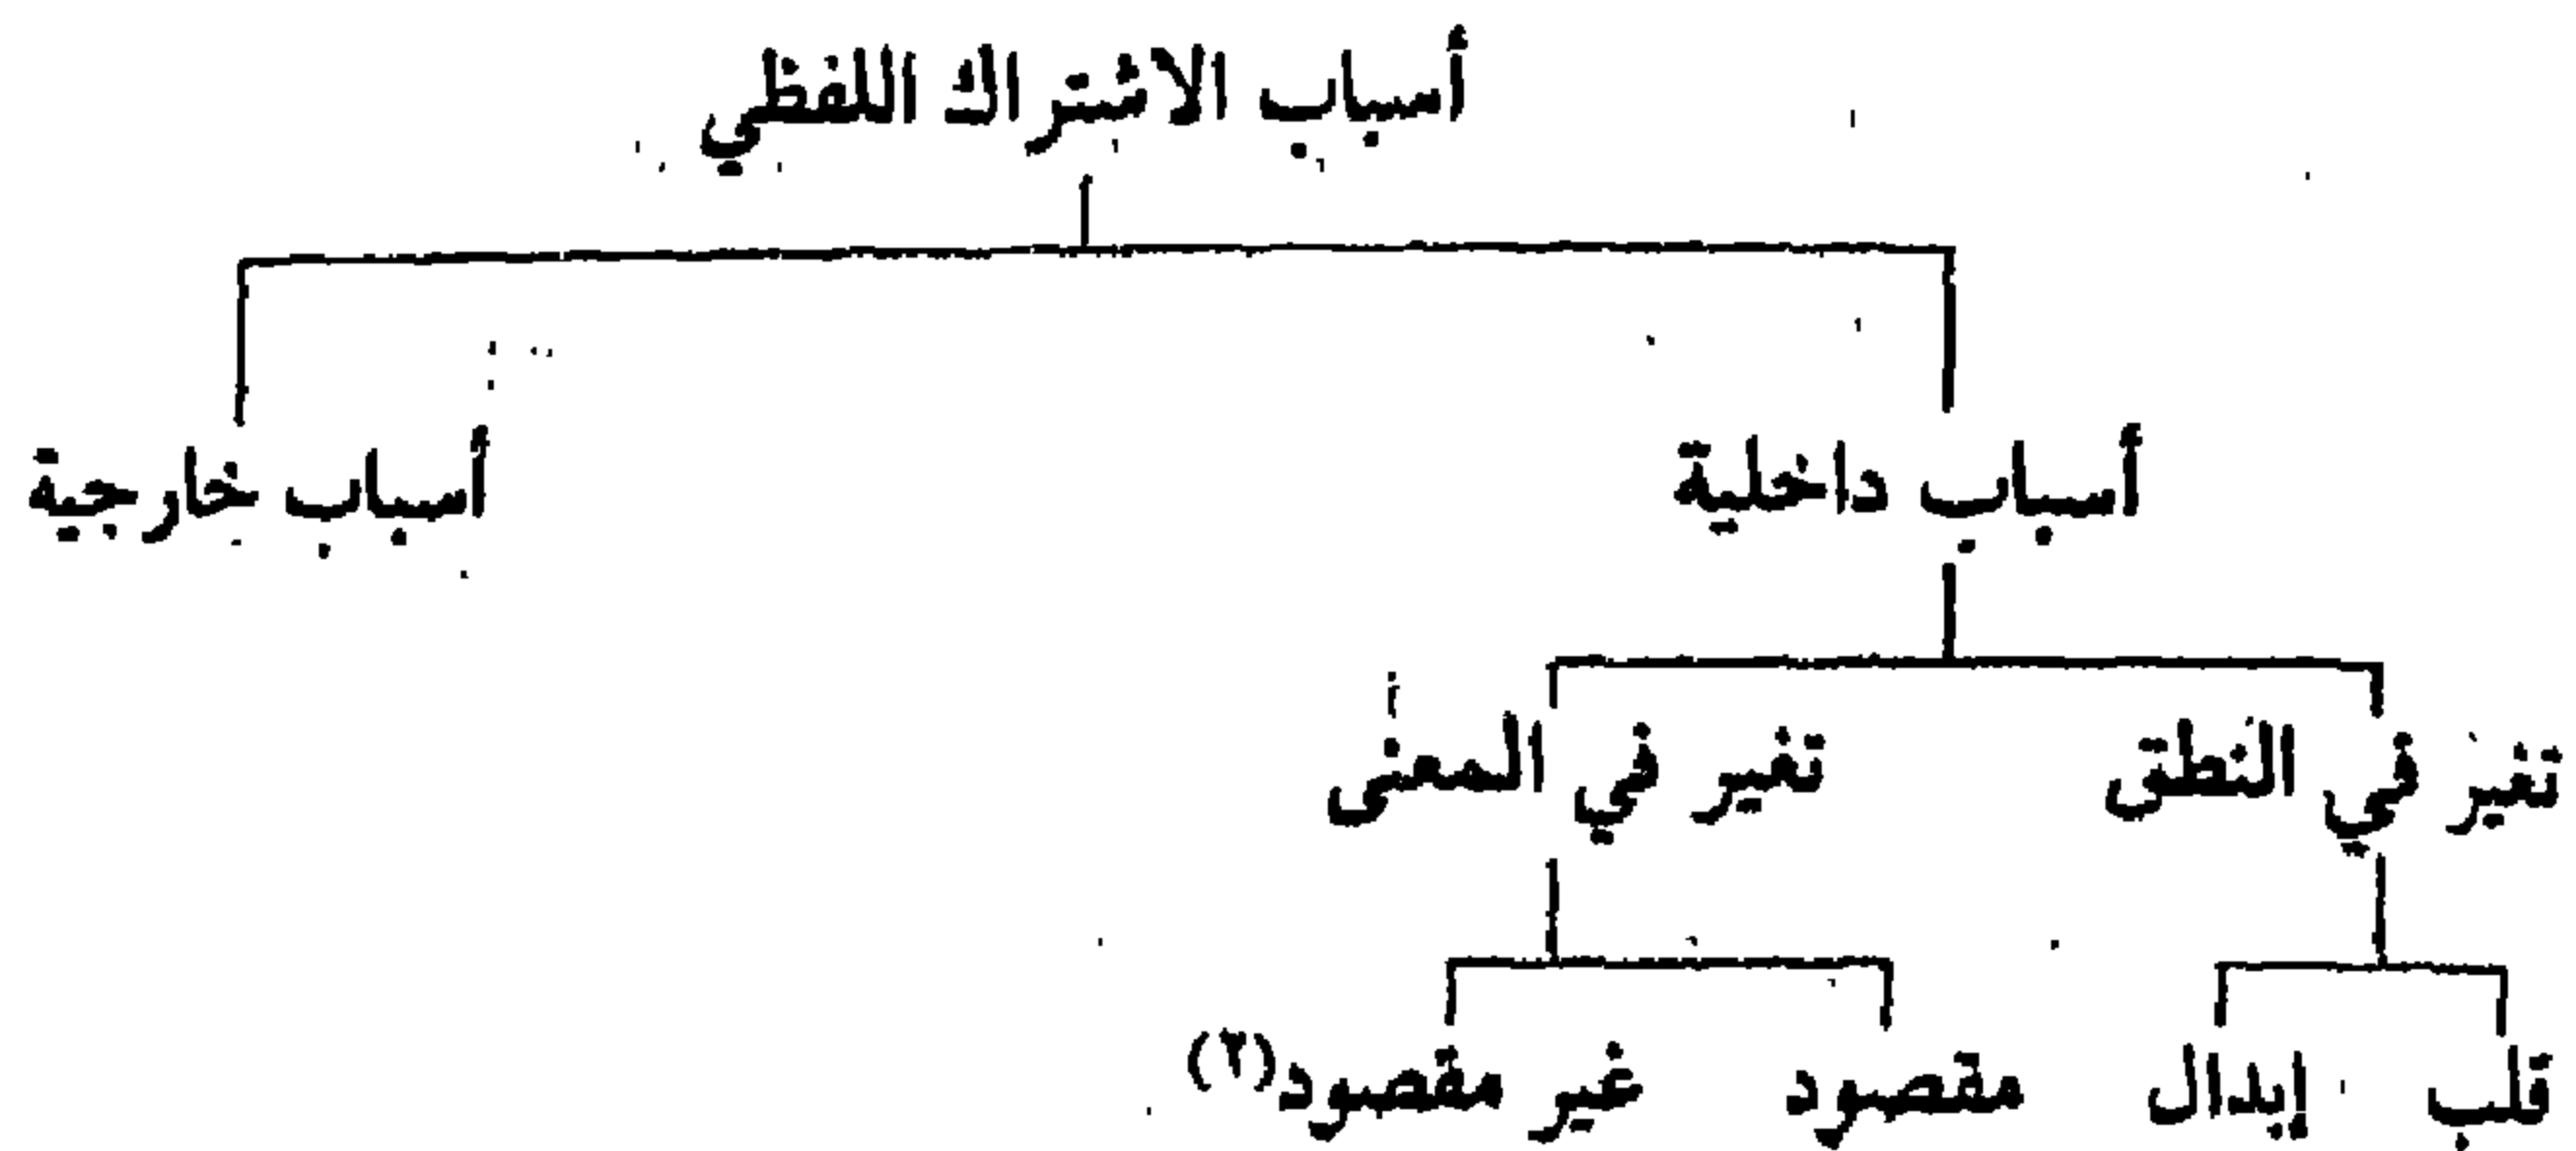 أسباب الاشتراك اللفظي
أسباب داخلية أسباب خارجية
تغير في النطق تغير في المعنى
قلب إبدال مقصود غير مقصود(٢)